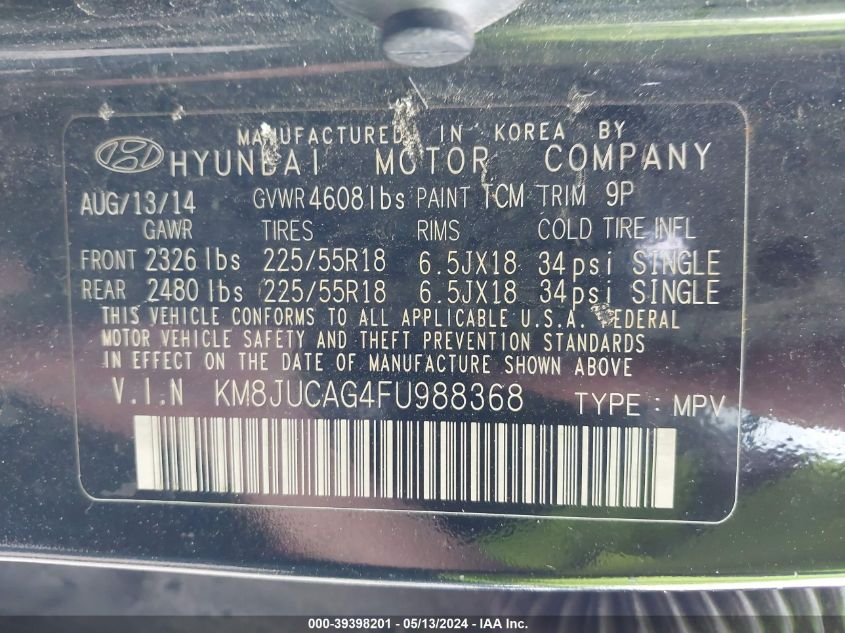 MANUFACTURED IN KOREA BY
HYUNDAI MOTOR COMPANY
AUG/13/14 GVWR 4608lbs PAINT TCM TRIM 9P
GAWR TIRES RIMS COLD TIRE INFL
FRONT 2326 lbs 225/55R18 6.5JX18 34psi SINGLE
REAR 2480 lbs 225/55R18 6.5JX18 34psi SINGLE
THIS VEHICLE CONFORMS TO ALL APPLICABLE U.S.A. FEDERAL
MOTOR VEHICLE SAFETY AND THEFT PREVENTION STANDARDS
IN EFFECT ON THE DATE OF MANUFACTURE SHOWN ABOVE
V.I.N KM8JUCAG4FU988368 TYPE : MPV
000-39398201 - 05/13/2024 - IAA Inc.